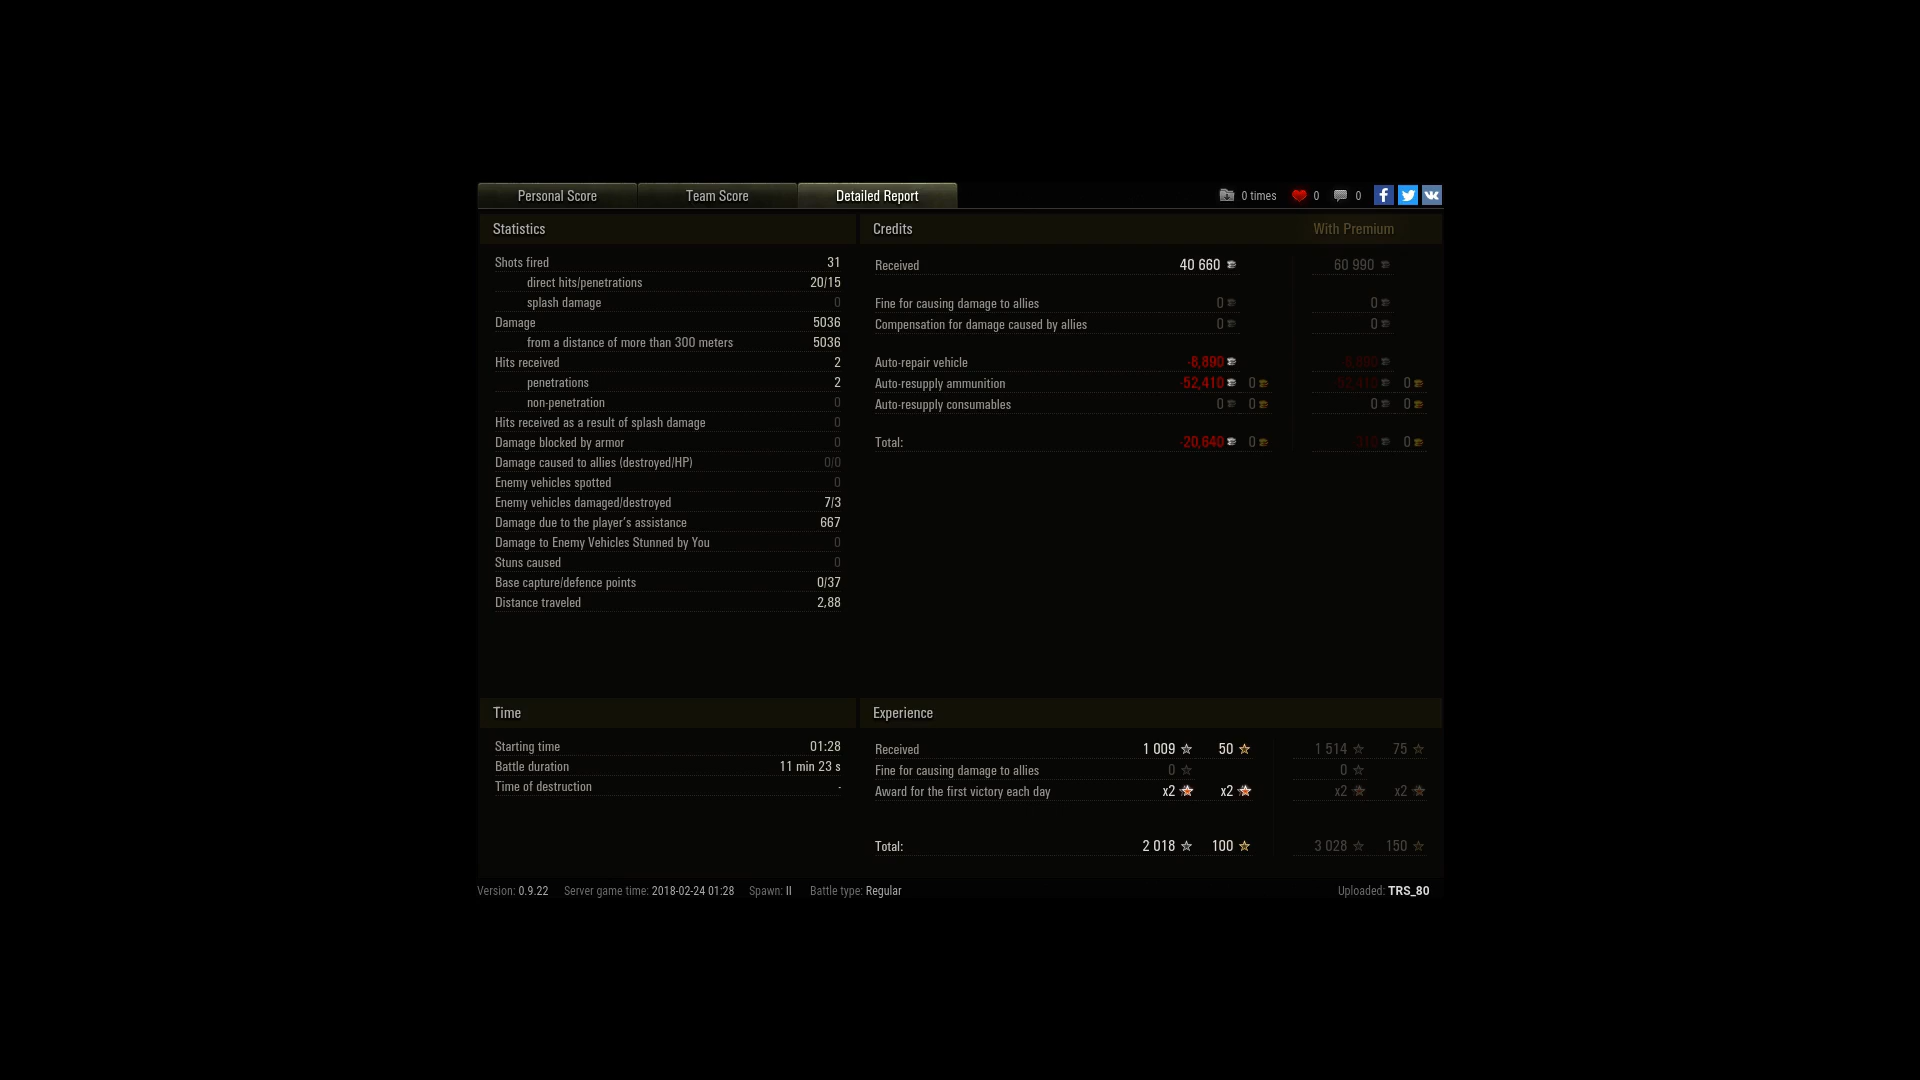 Personal Score Team Score Detailed Report 0 times 0 0
Statistics
Shots fired 31
direct hits/penetrations 20/15
splash damage 0
Damage 5036
from a distance of more than 300 meters 5036
Hits received 2
penetrations 2
non-penetration 0
Hits received as a result of splash damage 0
Damage blocked by armor 0
Damage caused to allies (destroyed/HP) 0/0
Enemy vehicles spotted 0
Enemy vehicles damaged/destroyed 7/3
Damage due to the player's assistance 667
Damage to Enemy Vehicles Stunned by You 0
Stuns caused 0
Base capture/defence points 0/37
Distance traveled 2,88
Credits With Premium
Received 40 660 60 990
Fine for causing damage to allies 0 0
Compensation for damage caused by allies 0 0
Auto-repair vehicle -8,890 -8,890
Auto-resupply ammunition -52,410 0 -52,410 0
Auto-resupply consumables 0 0 0 0
Total: -20,640 0 -310 0
Time
Starting time 01:28
Battle duration 11 min 23 s
Time of destruction -
Experience
Received 1 009 50 1 514 75
Fine for causing damage to allies 0 0
Award for the first victory each day x2 x2 x2 x2
Total: 2 018 100 3 028 150
Version: 0.9.22 Server game time: 2018-02-24 01:28 Spawn: II Battle type: Regular Uploaded: TRS_80